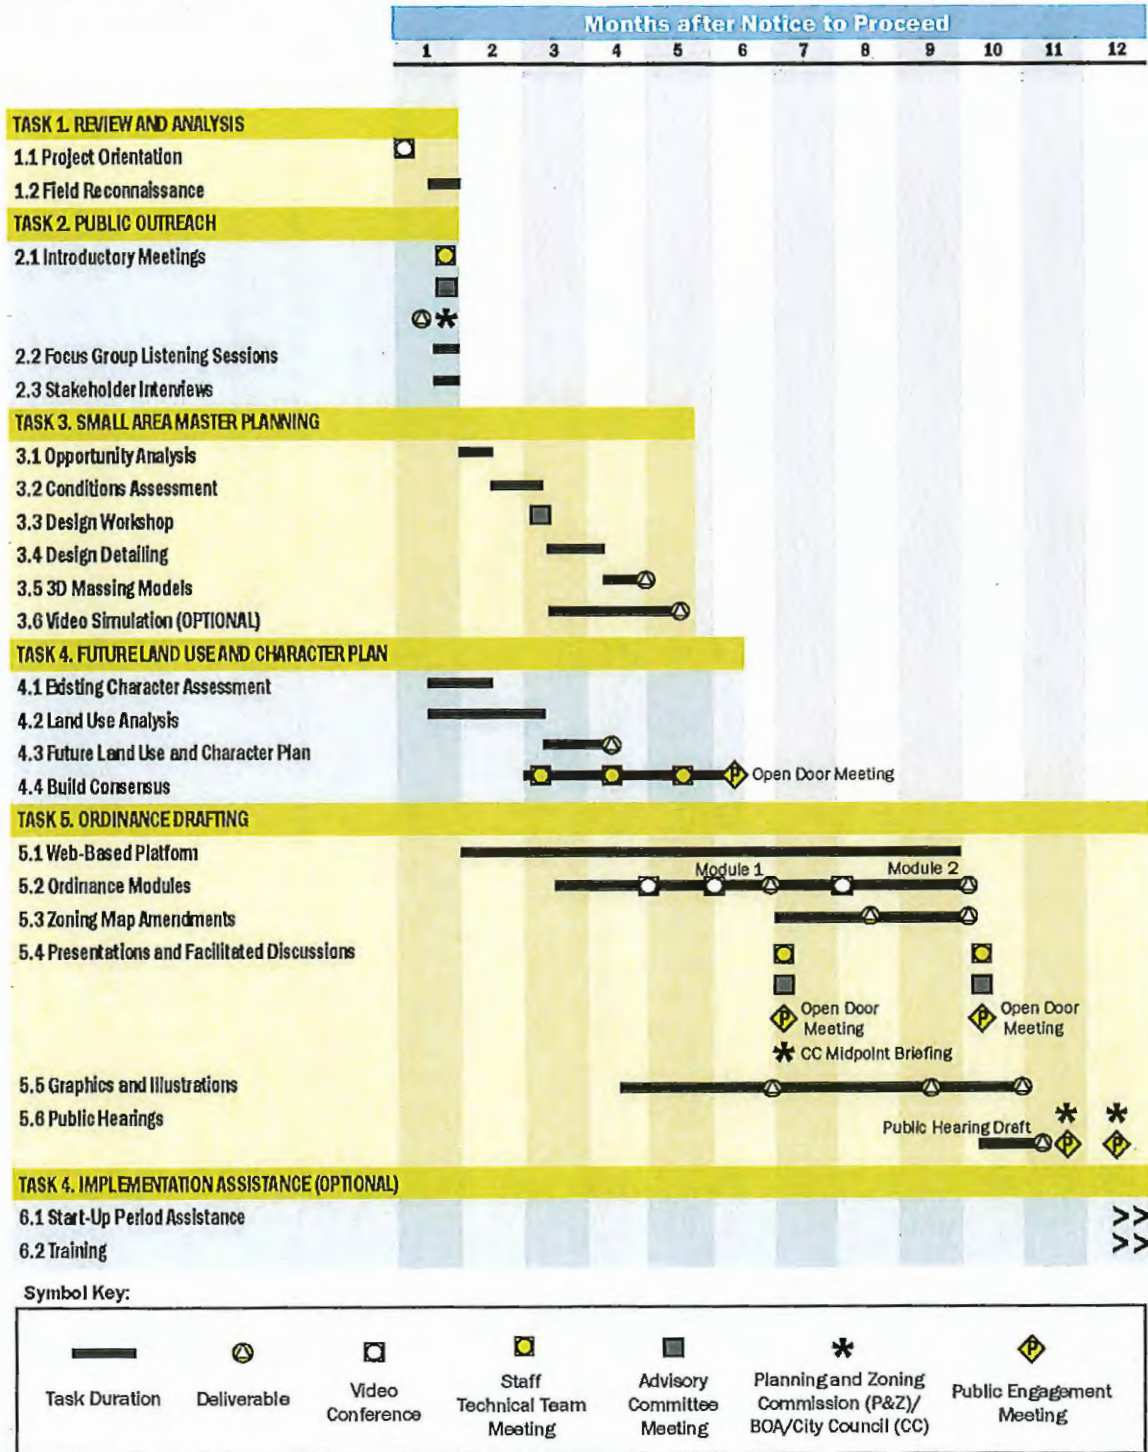 Months after Notice to Proceed
1 2 3 4 5 6 7 8 9 10 11 12
TASK 1. REVIEW AND ANALYSIS
1.1 Project Orientation
1.2 Field Reconnaissance
TASK 2. PUBLIC OUTREACH
2.1 Introductory Meetings
2.2 Focus Group Listening Sessions
2.3 Stakeholder Interviews
TASK 3. SMALL AREA MASTER PLANNING
3.1 Opportunity Analysis
3.2 Conditions Assessment
3.3 Design Workshop
3.4 Design Detailing
3.5 3D Massing Models
3.6 Video Simulation (OPTIONAL)
TASK 4. FUTURE LAND USE AND CHARACTER PLAN
4.1 Existing Character Assessment
4.2 Land Use Analysis
4.3 Future Land Use and Character Plan
4.4 Build Consensus
P Open Door Meeting
TASK 5. ORDINANCE DRAFTING
5.1 Web-Based Platform
Module 1 Module 2
5.2 Ordinance Modules
5.3 Zoning Map Amendments
5.4 Presentations and Facilitated Discussions
P Open Door
Meeting
P Open Door
Meeting
* CC Midpoint Briefing
5.5 Graphics and Illustrations
5.6 Public Hearings
* *
Public Hearing Draft
P P
TASK 4. IMPLEMENTATION ASSISTANCE (OPTIONAL)
6.1 Start-Up Period Assistance >>
6.2 Training >>
Symbol Key:
Task Duration
Deliverable
Video
Conference
Staff
Technical Team
Meeting
Advisory
Committee
Meeting
Planning and Zoning
Commission (P&Z)/
BOA/City Council (CC)
P
Public Engagement
Meeting